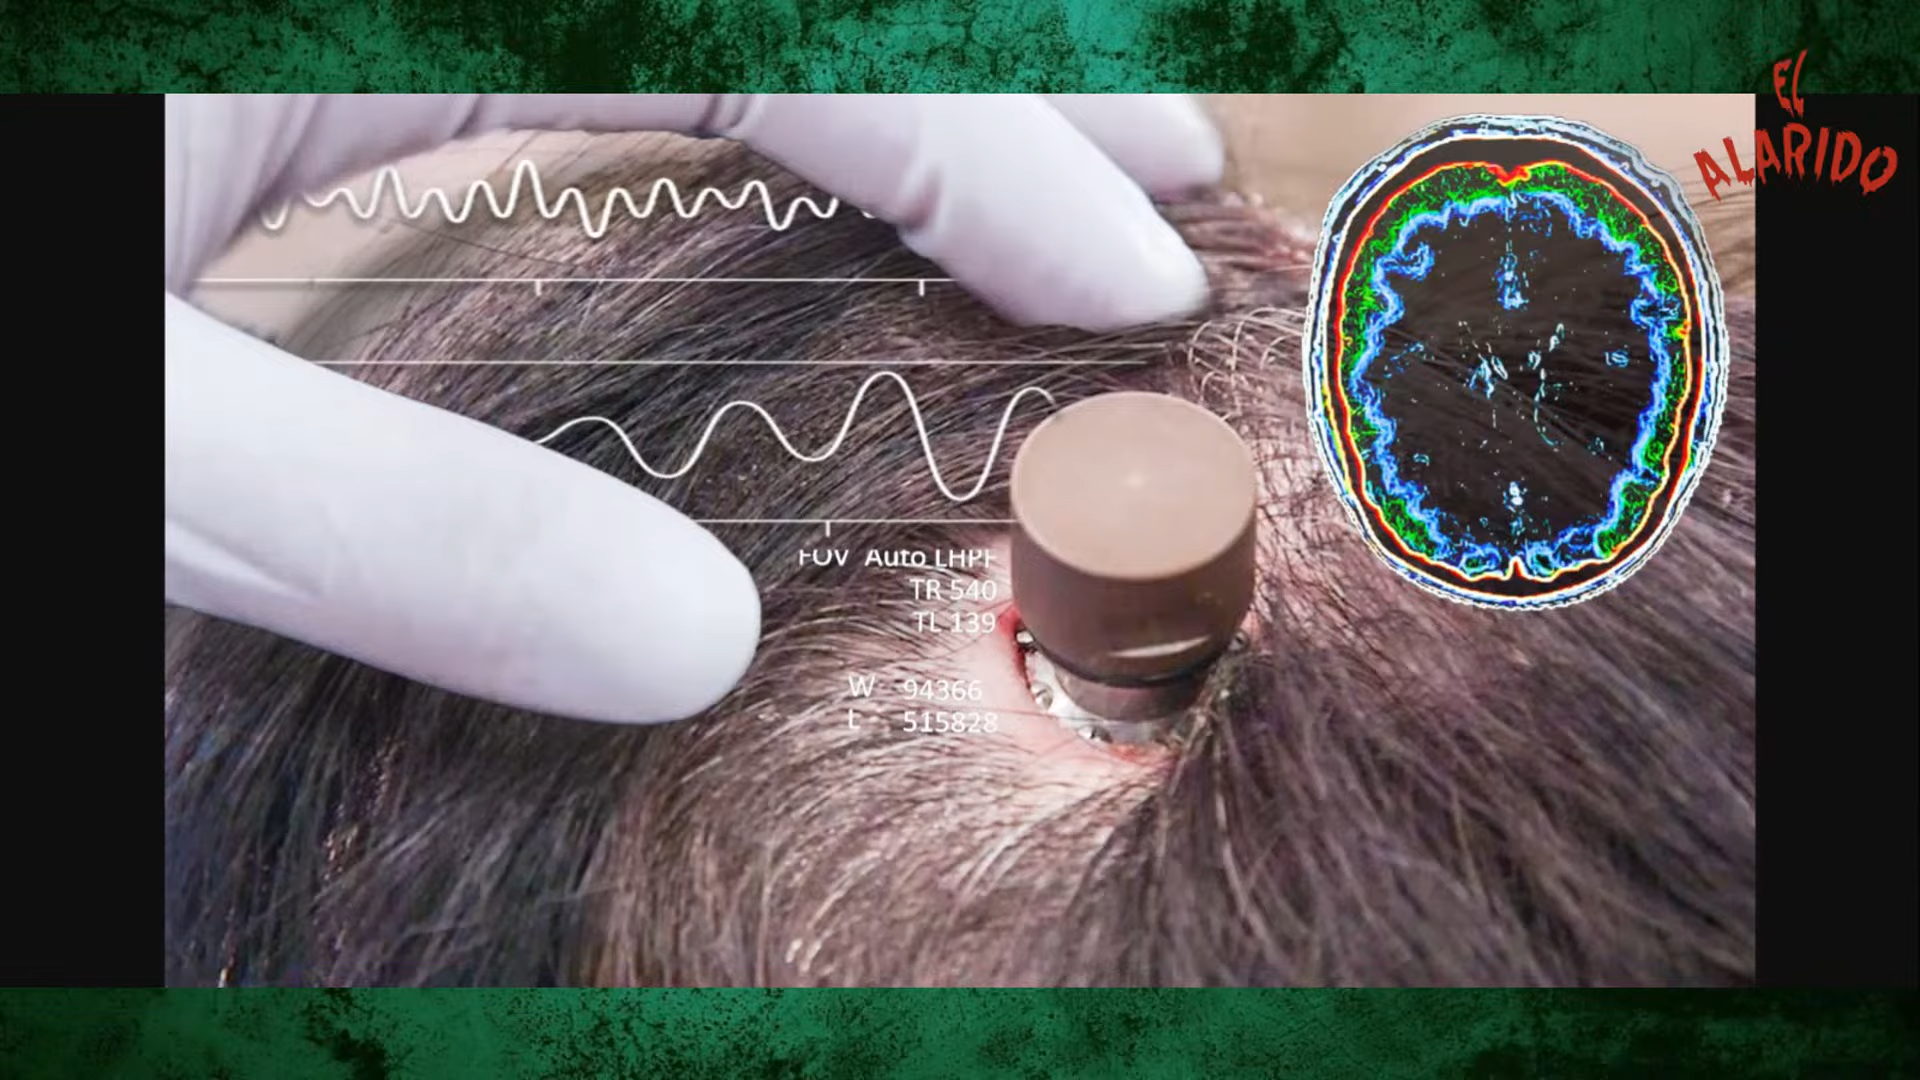 EL
ALARIDO
FOV Auto LHPF
TR 540
TL 139
W 94366
L 515828